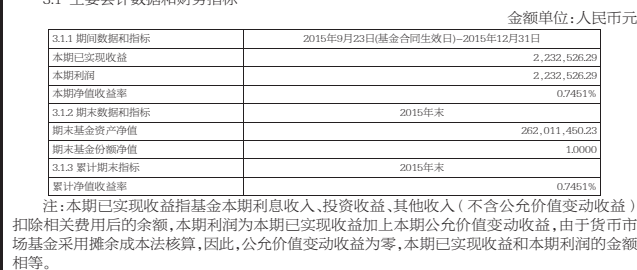 3.1 主要会计数据和财务指标
金额单位:人民币元
3.1.1 期间数据和指标 2015年9月23日(基金合同生效日)-2015年12月31日
本期已实现收益 2,232,526.29
本期利润 2,232,526.29
本期净值收益率 0.7451%
3.1.2 期末数据和指标 2015年末
期末基金资产净值 262,011,450.23
期末基金份额净值 1.0000
3.1.3 累计期末指标 2015年末
累计净值收益率 0.7451%
注:本期已实现收益指基金本期利息收入、投资收益、其他收入(不含公允价值变动收益)
扣除相关费用后的余额,本期利润为本期已实现收益加上本期公允价值变动收益,由于货币市
场基金采用摊余成本法核算,因此,公允价值变动收益为零,本期已实现收益和本期利润的金额
相等。